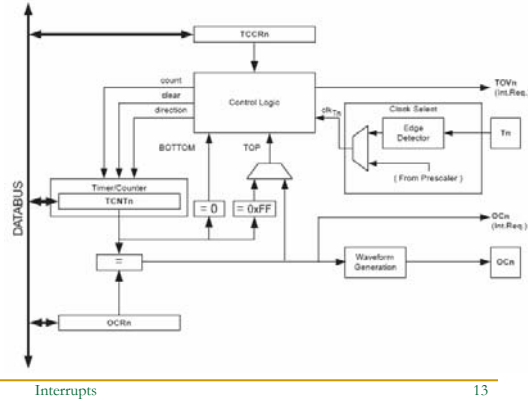 TCCRn
count
clear
direction
Control Logic
TOVn
(Int.Req.)
clkTn
Clock Select
Edge
Detector
Tn
( From Prescaler )
BOTTOM
TOP
DATABUS
Timer/Counter
TCNTn
= 0
= 0xFF
OCn
(Int.Req.)
=
Waveform
Generation
OCn
OCRn
Interrupts
13